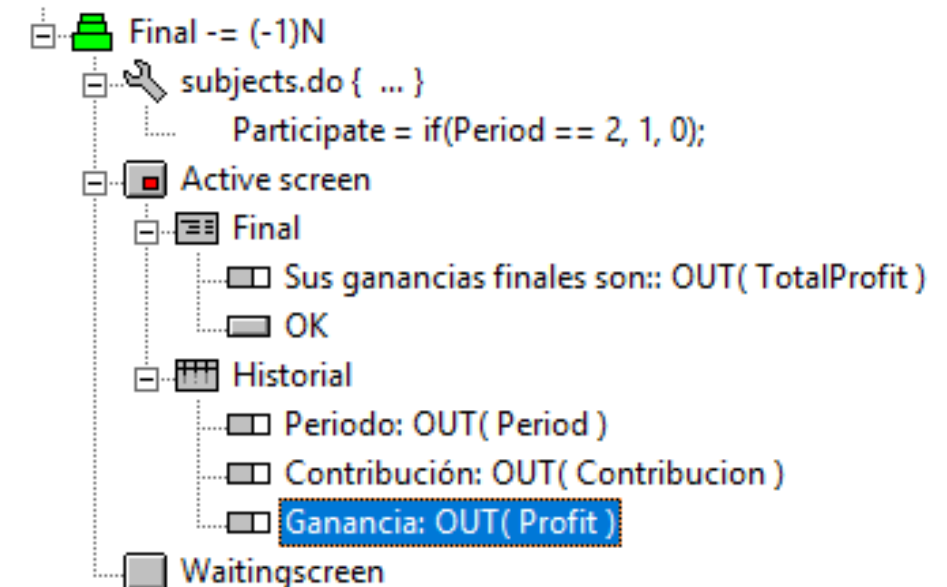 Final -= (-1)N
subjects.do { ... }
Participate = if(Period == 2, 1, 0);
Active screen
Final
Sus ganancias finales son:: OUT( TotalProfit )
OK
Historial
Periodo: OUT( Period )
Contribución: OUT( Contribucion )
Ganancia: OUT( Profit )
Waitingscreen